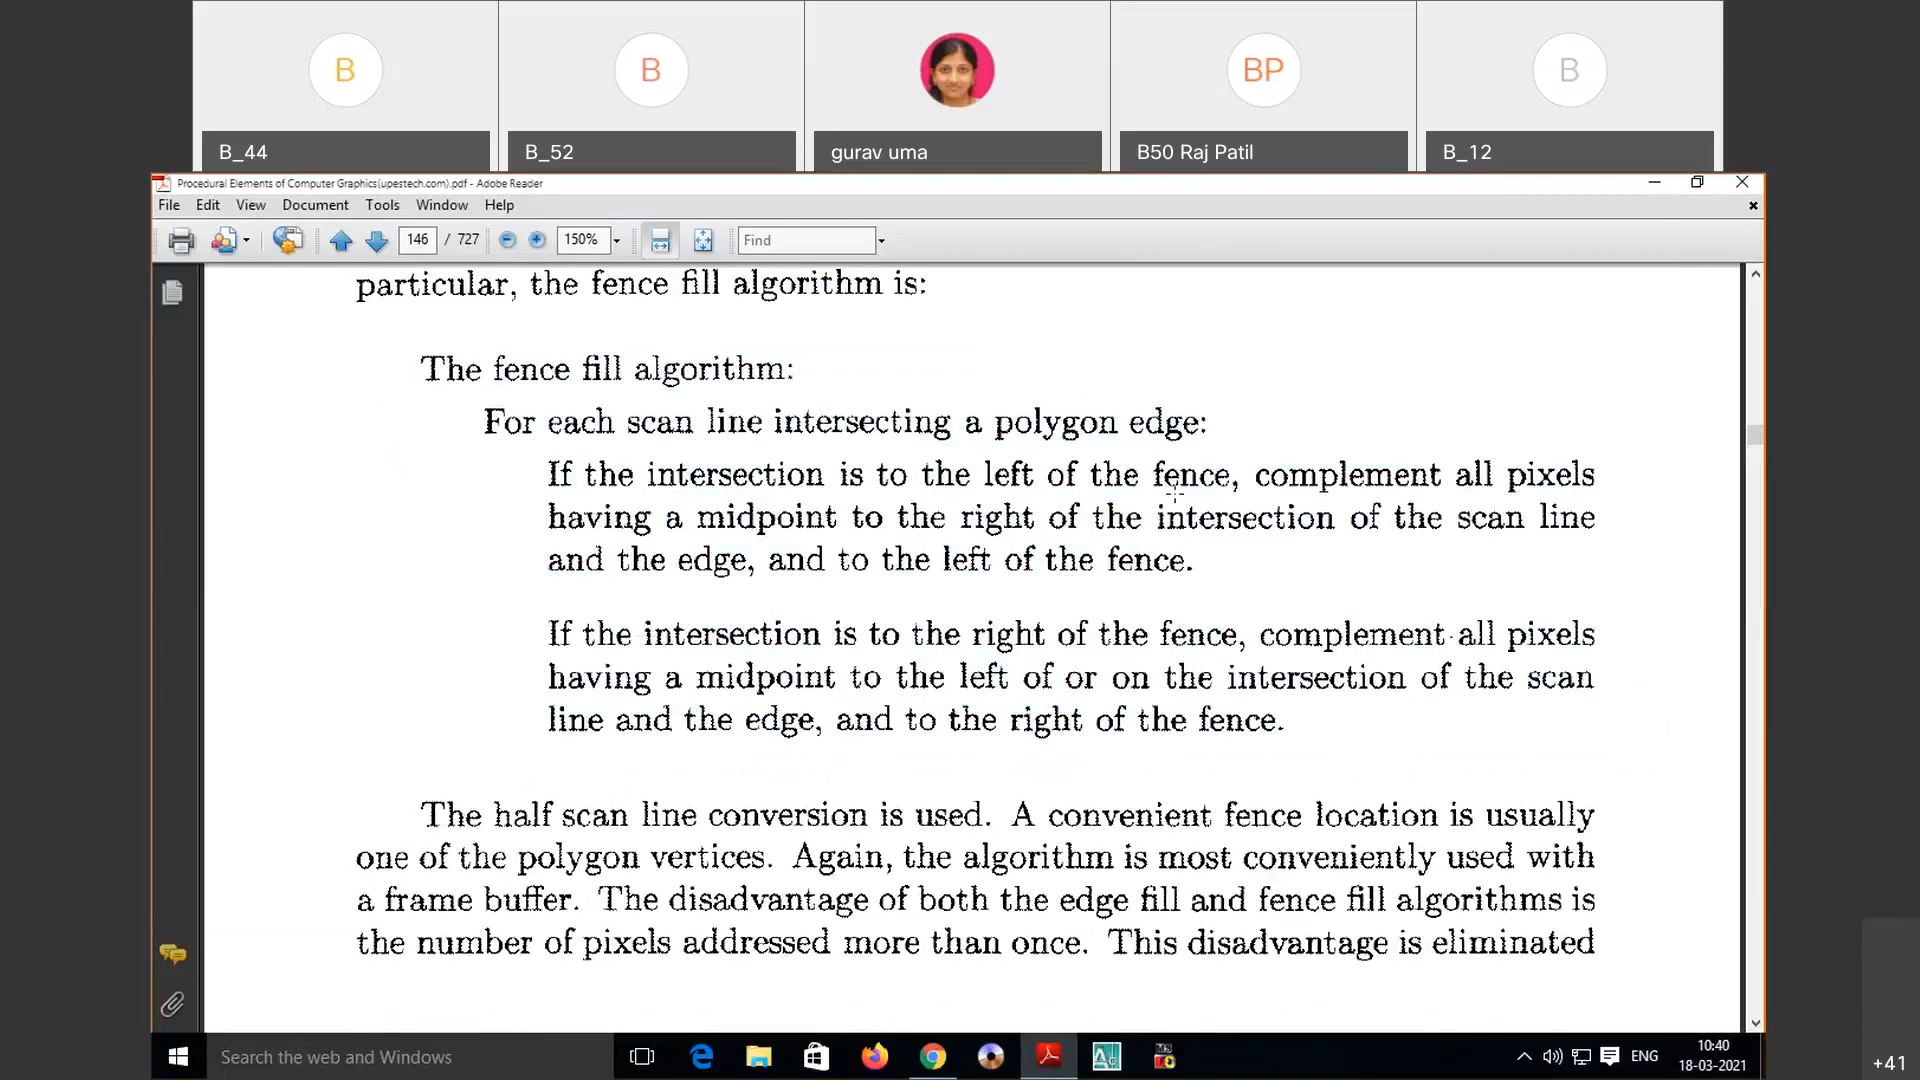 B
B
BP
B
B_44
B_52
gurav uma
B50 Raj Patil
B_12
Procedural Elements of Computer Graphics(upestech.com).pdf - Adobe Reader
File Edit View Document Tools Window Help
146 / 727 150% Find
particular, the fence fill algorithm is:
The fence fill algorithm:
For each scan line intersecting a polygon edge:
If the intersection is to the left of the fence, complement all pixels
having a midpoint to the right of the intersection of the scan line
and the edge, and to the left of the fence.
If the intersection is to the right of the fence, complement all pixels
having a midpoint to the left of or on the intersection of the scan
line and the edge, and to the right of the fence.
The half scan line conversion is used. A convenient fence location is usually
one of the polygon vertices. Again, the algorithm is most conveniently used with
a frame buffer. The disadvantage of both the edge fill and fence fill algorithms is
the number of pixels addressed more than once. This disadvantage is eliminated
Search the web and Windows
ENG
10:40
18-03-2021
+41